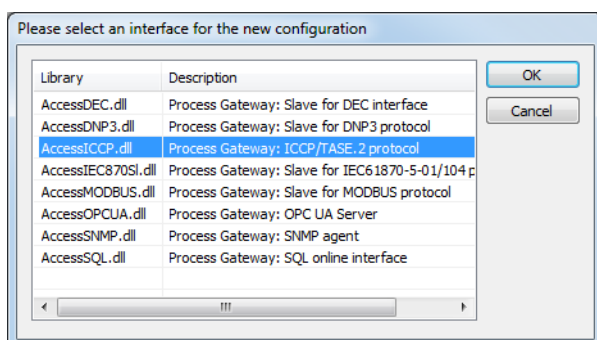 Please select an interface for the new configuration
Library Description
OK
AccessDEC.dll Process Gateway: Slave for DEC interface
Cancel
AccessDNP3.dll Process Gateway: Slave for DNP3 protocol
AccessICCP.dll Process Gateway: ICCP/TASE.2 protocol
AccessIEC870Sl.dll Process Gateway: Slave for IEC61870-5-01/104 p
AccessMODBUS.dll Process Gateway: Slave for MODBUS protocol
AccessOPCUA.dll Process Gateway: OPC UA Server
AccessSNMP.dll Process Gateway: SNMP agent
AccessSQL.dll Process Gateway: SQL online interface